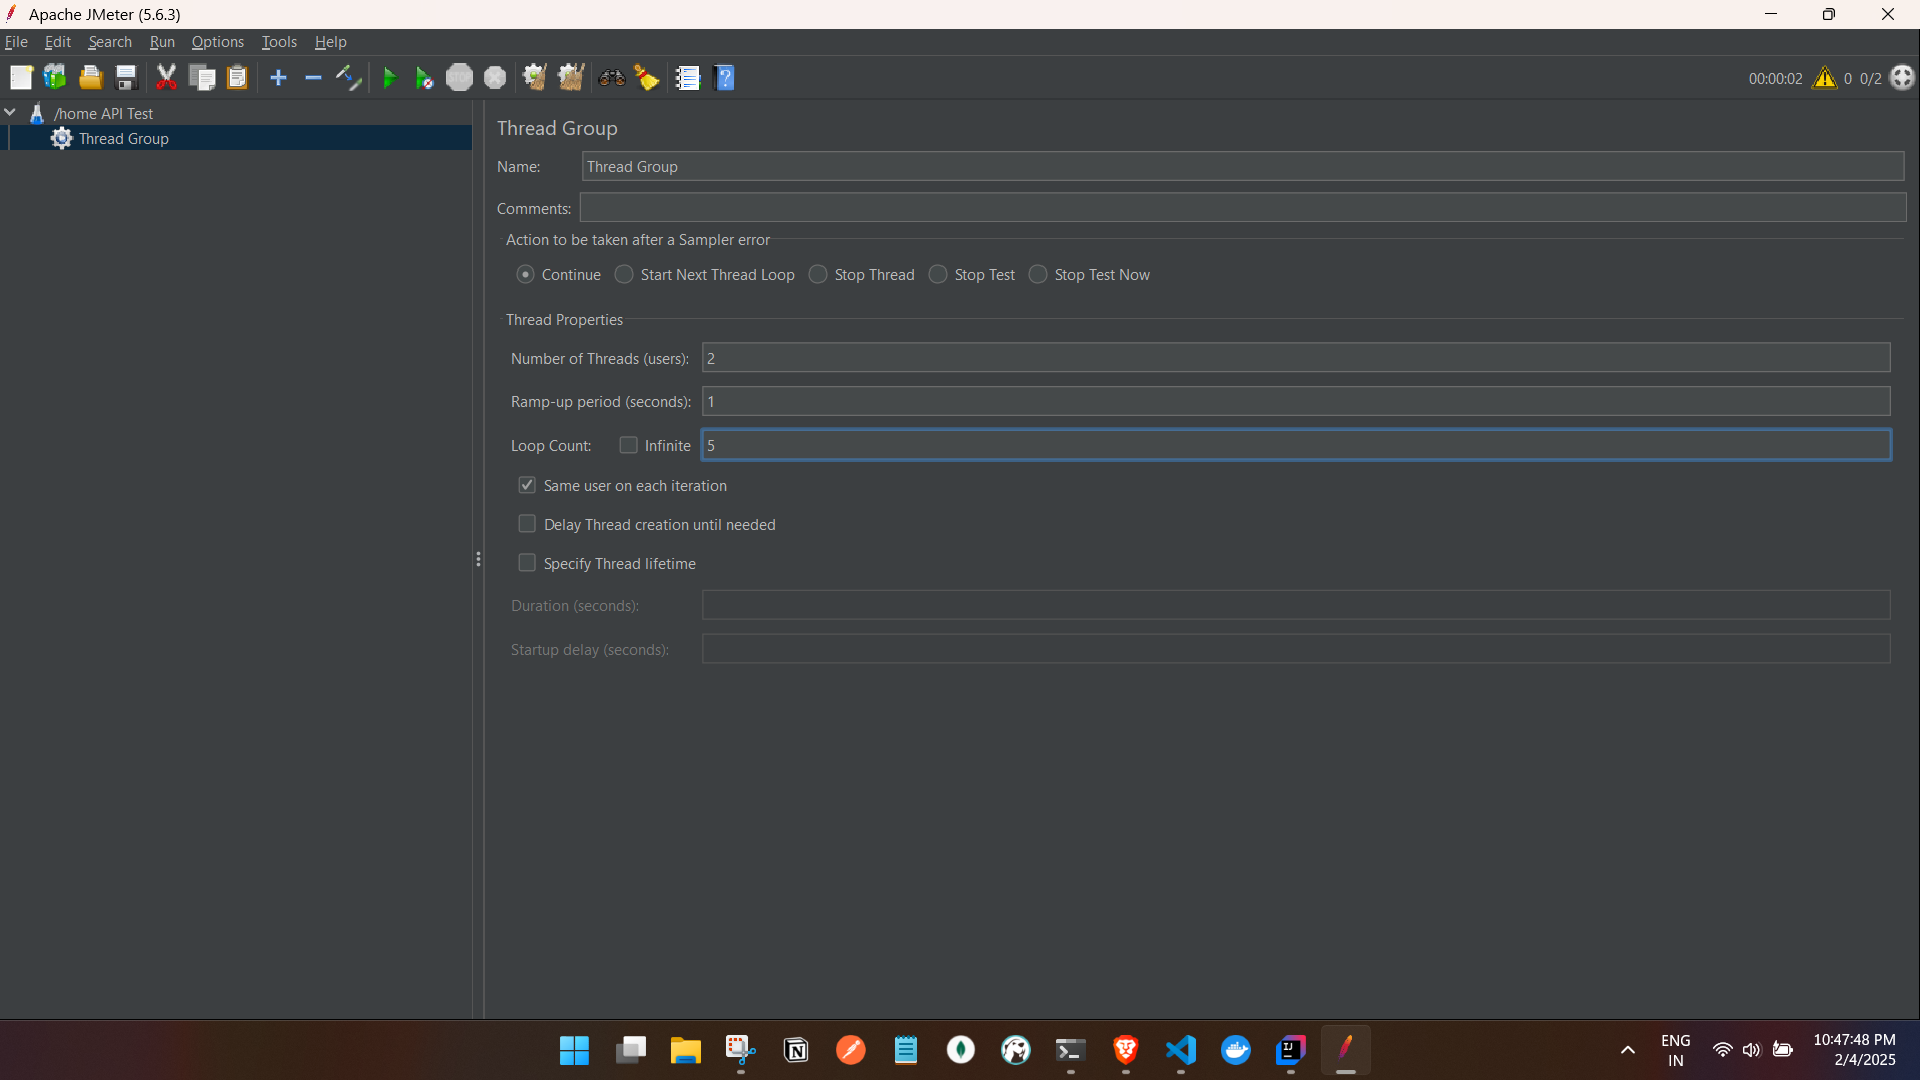 Apache JMeter (5.6.3)
File Edit Search Run Options Tools Help
STOP ? 00:00:02 0 0/2
/home API Test
Thread Group
Thread Group
Name: Thread Group
Comments:
Action to be taken after a Sampler error
Continue Start Next Thread Loop Stop Thread Stop Test Stop Test Now
Thread Properties
Number of Threads (users): 2
Ramp-up period (seconds): 1
Loop Count: Infinite 5
Same user on each iteration
Delay Thread creation until needed
Specify Thread lifetime
Duration (seconds):
Startup delay (seconds):
N IJ
ENG
IN
10:47:48 PM
2/4/2025